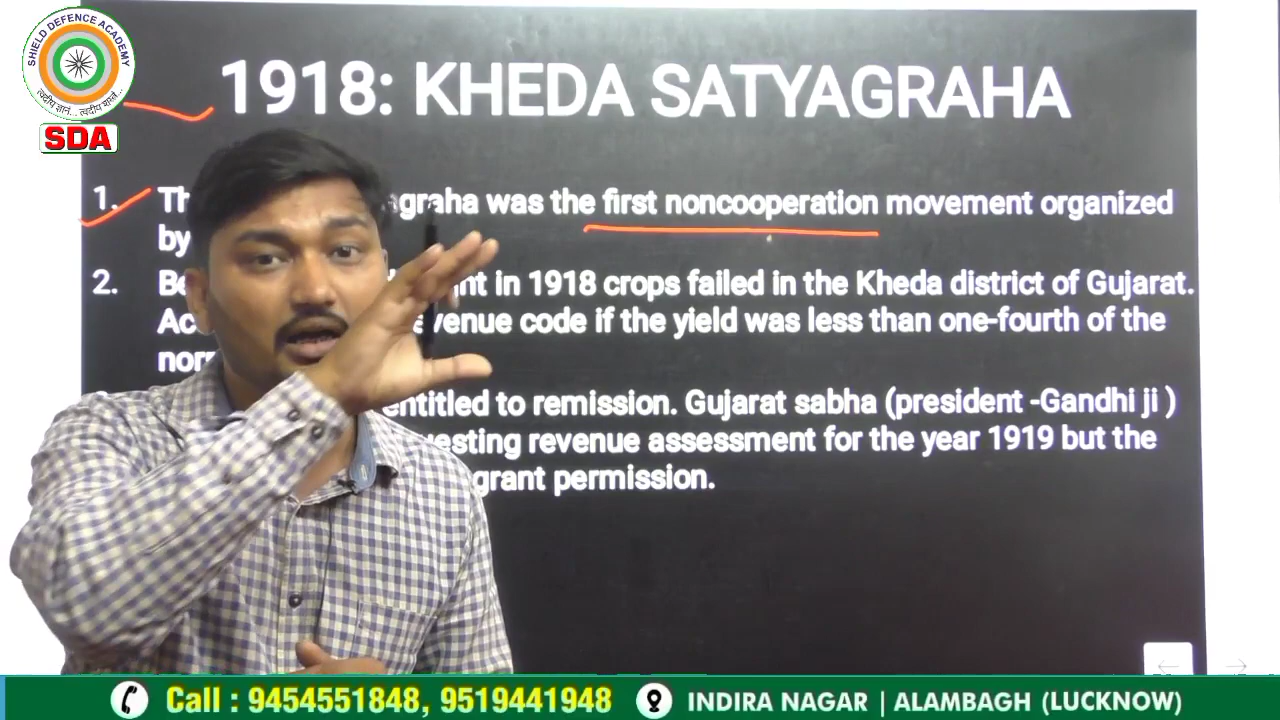 SHIELD DEFENCE ACADEMY
SDA
1918: KHEDA SATYAGRAHA
1. Th agraha was the first noncooperation movement organized
by
2. Be nt in 1918 crops failed in the Kheda district of Gujarat.
Ac venue code if the yield was less than one-fourth of the
nor
entitled to remission. Gujarat sabha (president -Gandhi ji )
uesting revenue assessment for the year 1919 but the
grant permission.
Call : 9454551848, 9519441948
INDIRA NAGAR | ALAMBAGH (LUCKNOW)